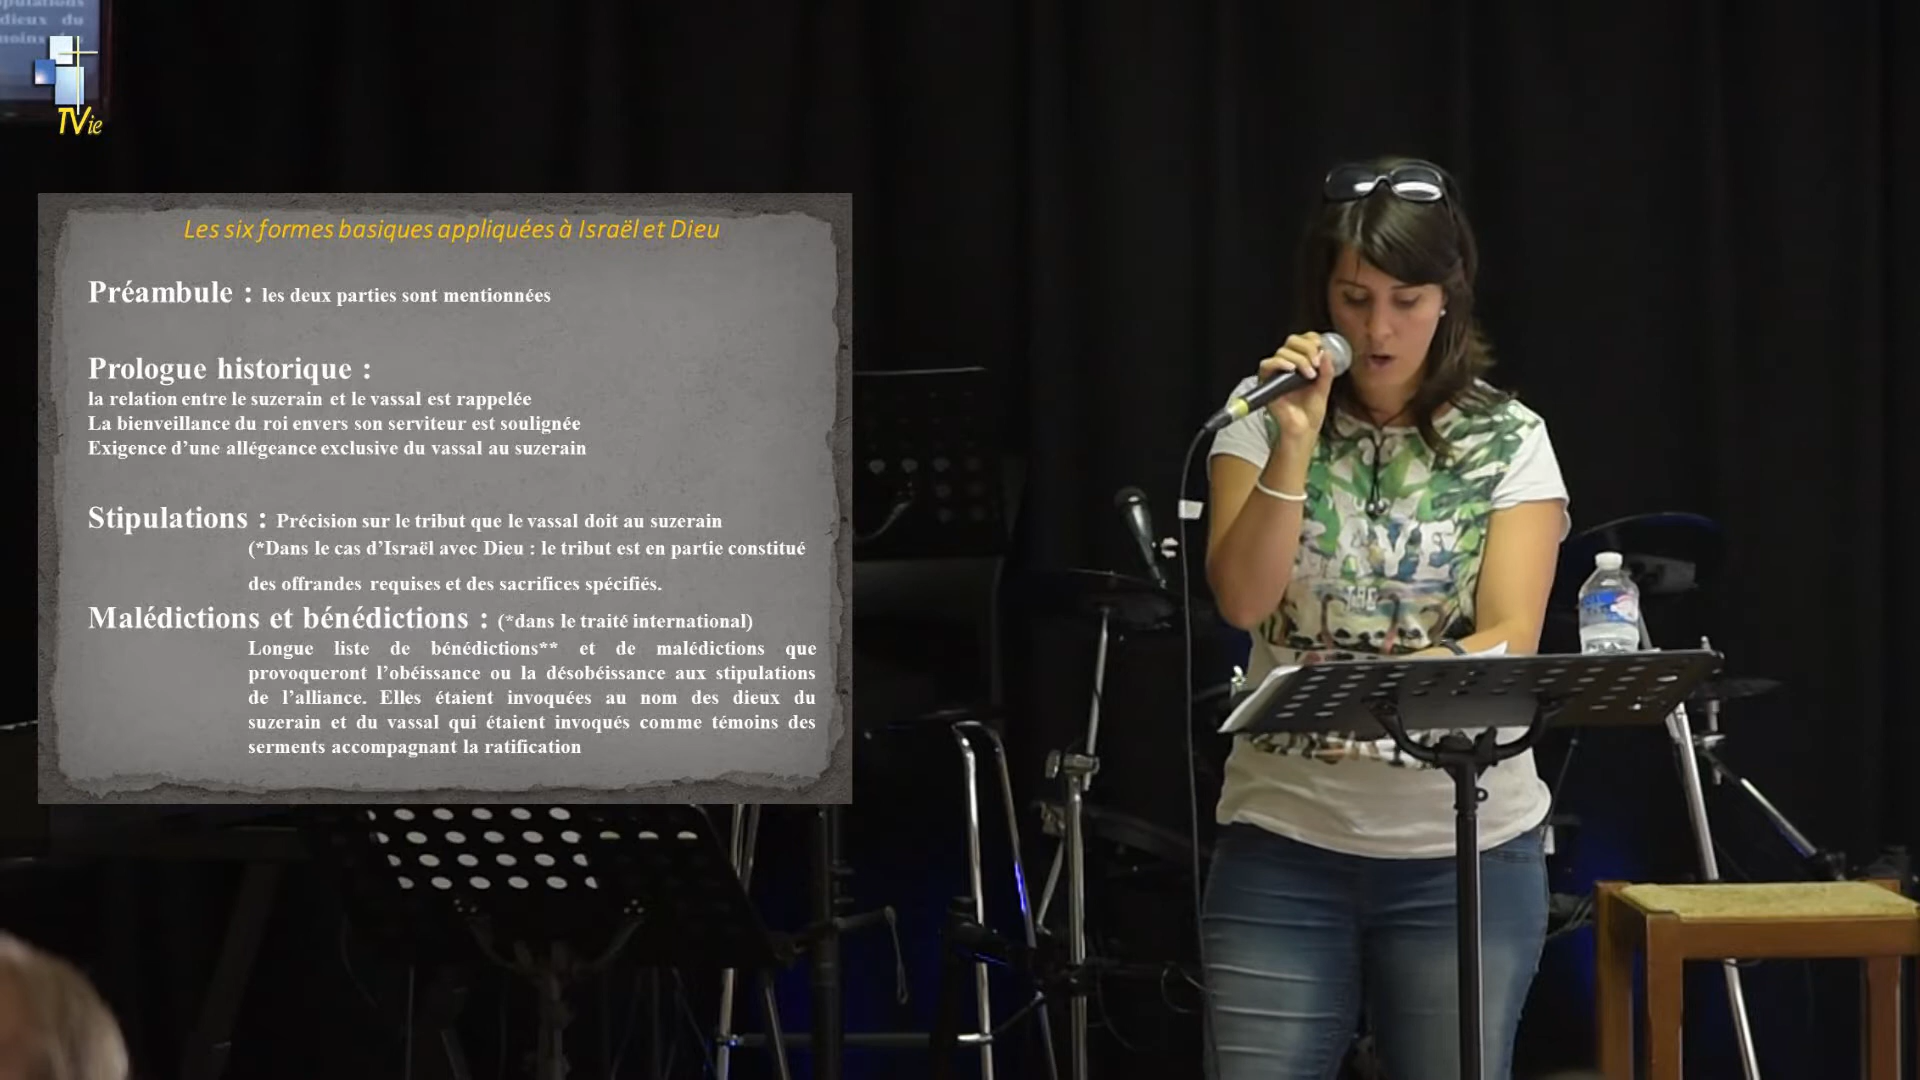 opulations
dieux du
TVie
Les six formes basiques appliquées à Israël et Dieu
Préambule : les deux parties sont mentionnées
Prologue historique :
la relation entre le suzerain et le vassal est rappelée
La bienveillance du roi envers son serviteur est soulignée
Exigence d’une allégeance exclusive du vassal au suzerain
Stipulations : Précision sur le tribut que le vassal doit au suzerain
(*Dans le cas d’Israël avec Dieu : le tribut est en partie constitué
des offrandes requises et des sacrifices spécifiés.
Malédictions et bénédictions : (*dans le traité international)
Longue liste de bénédictions** et de malédictions que
provoqueront l’obéissance ou la désobéissance aux stipulations
de l’alliance. Elles étaient invoquées au nom des dieux du
suzerain et du vassal qui étaient invoqués comme témoins des
serments accompagnant la ratification
THE